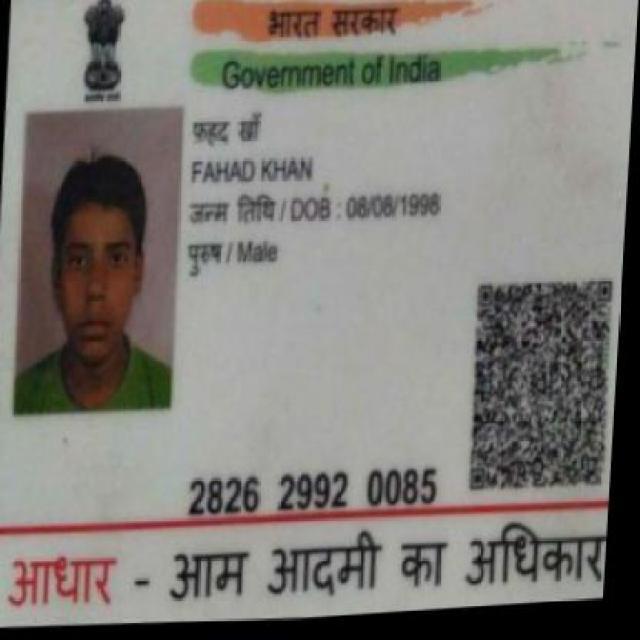 भारत सरकार
Government of India
फ़हद खाँ
FAHAD KHAN
जन्म तिथि / DOB : 08/08/1998
पुरुष / Male
2826 2992 0085
आधार - आम आदमी का अधिकार